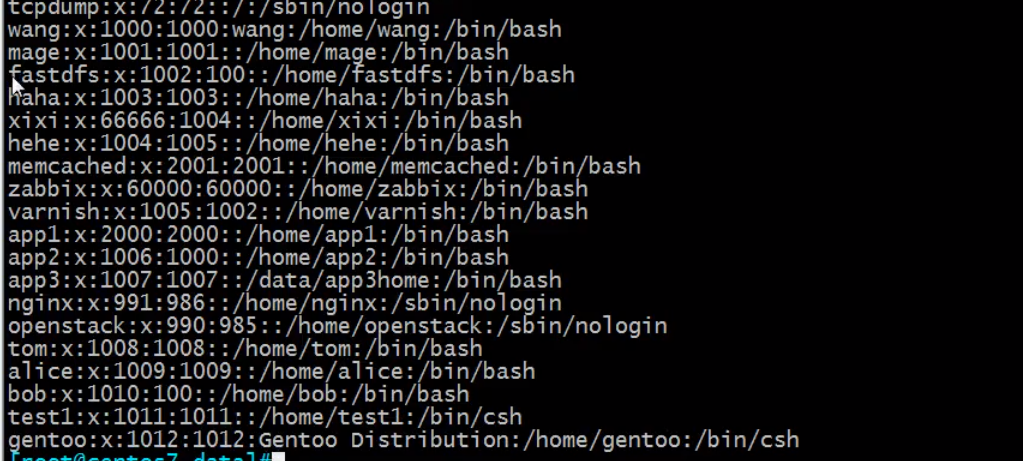 tcpdump:x:72:72::/:/sbin/nologin
wang:x:1000:1000:wang:/home/wang:/bin/bash
mage:x:1001:1001::/home/mage:/bin/bash
fastdfs:x:1002:100::/home/fastdfs:/bin/bash
haha:x:1003:1003::/home/haha:/bin/bash
xixi:x:66666:1004::/home/xixi:/bin/bash
hehe:x:1004:1005::/home/hehe:/bin/bash
memcached:x:2001:2001::/home/memcached:/bin/bash
zabbix:x:60000:60000::/home/zabbix:/bin/bash
varnish:x:1005:1002::/home/varnish:/bin/bash
app1:x:2000:2000::/home/app1:/bin/bash
app2:x:1006:1000::/home/app2:/bin/bash
app3:x:1007:1007::/data/app3home:/bin/bash
nginx:x:991:986::/home/nginx:/sbin/nologin
openstack:x:990:985::/home/openstack:/sbin/nologin
tom:x:1008:1008::/home/tom:/bin/bash
alice:x:1009:1009::/home/alice:/bin/bash
bob:x:1010:100::/home/bob:/bin/bash
test1:x:1011:1011::/home/test1:/bin/csh
gentoo:x:1012:1012:Gentoo Distribution:/home/gentoo:/bin/csh
[root@centos7 data]#